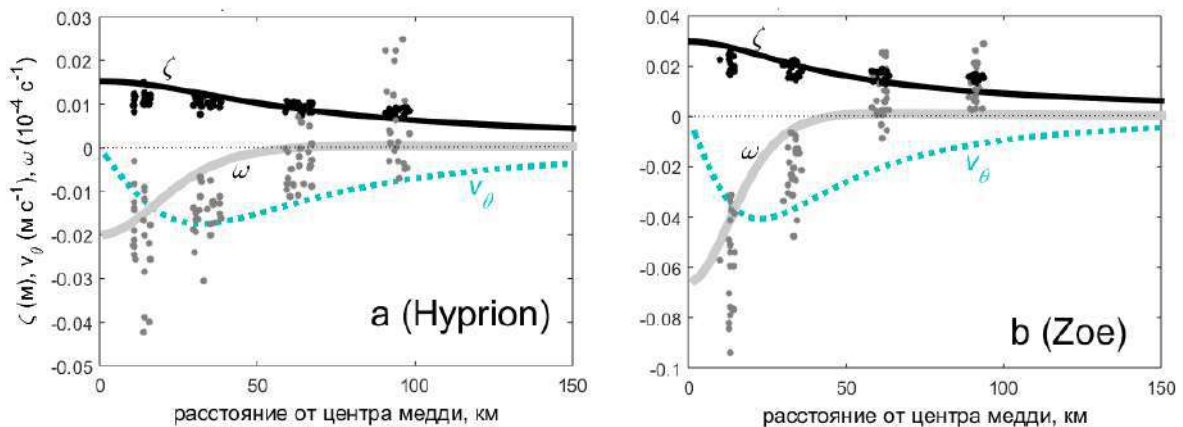 0.03
0.02
0.01
0
-0.01
-0.02
-0.03
-0.04
-0.05
ζ (м), v_θ (м с⁻¹), ω (10⁻⁴ с⁻¹)
ζ
ω
v_θ
a (Hyprion)
0 50 100 150
расстояние от центра медди, км
0.04
0.02
0
-0.02
-0.04
-0.06
-0.08
-0.1
ζ
ω
v_θ
b (Zoe)
0 50 100 150
расстояние от центра медди, км